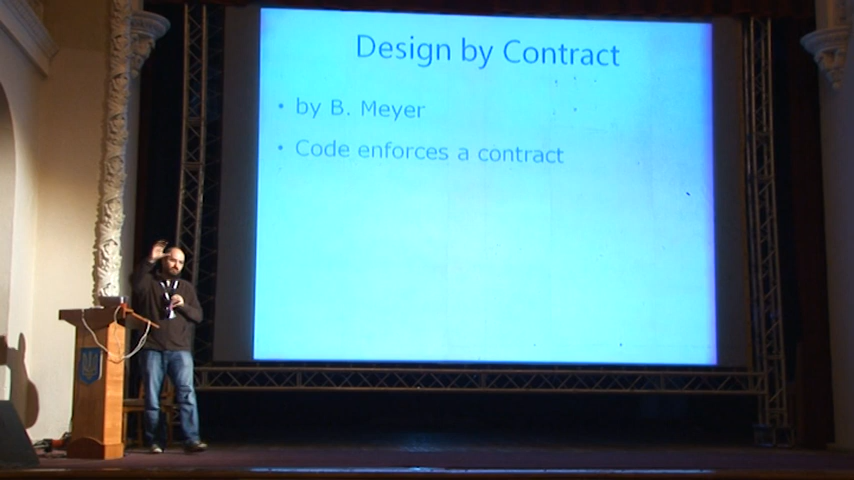 Design by Contract
• by B. Meyer
• Code enforces a contract